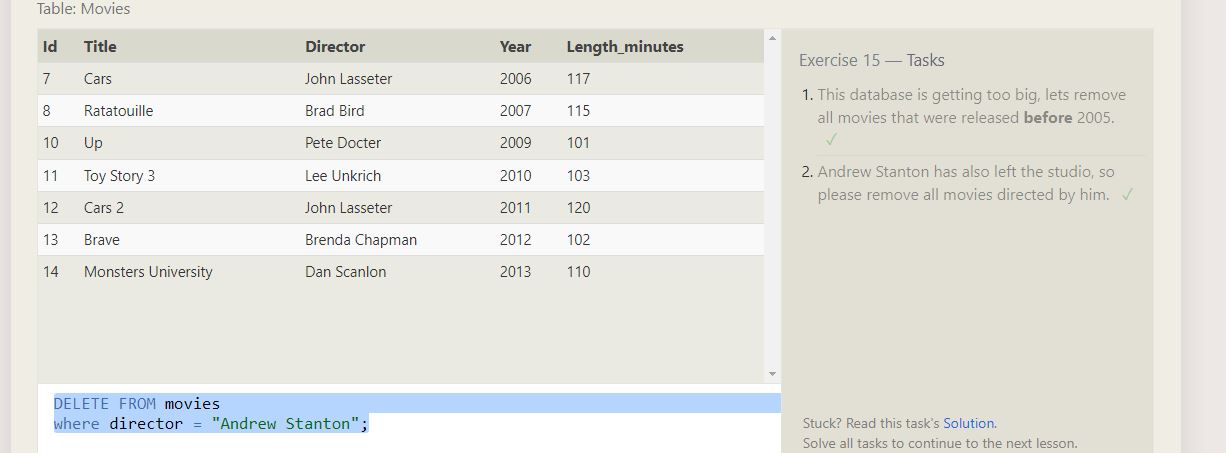 Table: Movies
Id Title Director Year Length_minutes
7 Cars John Lasseter 2006 117
8 Ratatouille Brad Bird 2007 115
10 Up Pete Docter 2009 101
11 Toy Story 3 Lee Unkrich 2010 103
12 Cars 2 John Lasseter 2011 120
13 Brave Brenda Chapman 2012 102
14 Monsters University Dan Scanlon 2013 110
DELETE FROM movies
where director = "Andrew Stanton";
Exercise 15 — Tasks
1. This database is getting too big, lets remove
all movies that were released before 2005.
✓
2. Andrew Stanton has also left the studio, so
please remove all movies directed by him. ✓
Stuck? Read this task's Solution.
Solve all tasks to continue to the next lesson.